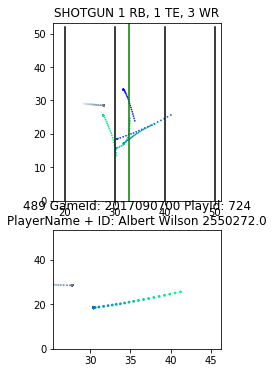 SHOTGUN 1 RB, 1 TE, 3 WR
50
40
30
20
10
0
20 30 40 50
489 GameId: 2017090700 PlayId: 724
PlayerName + ID: Albert Wilson 2550272.0
40
20
0
30 35 40 45